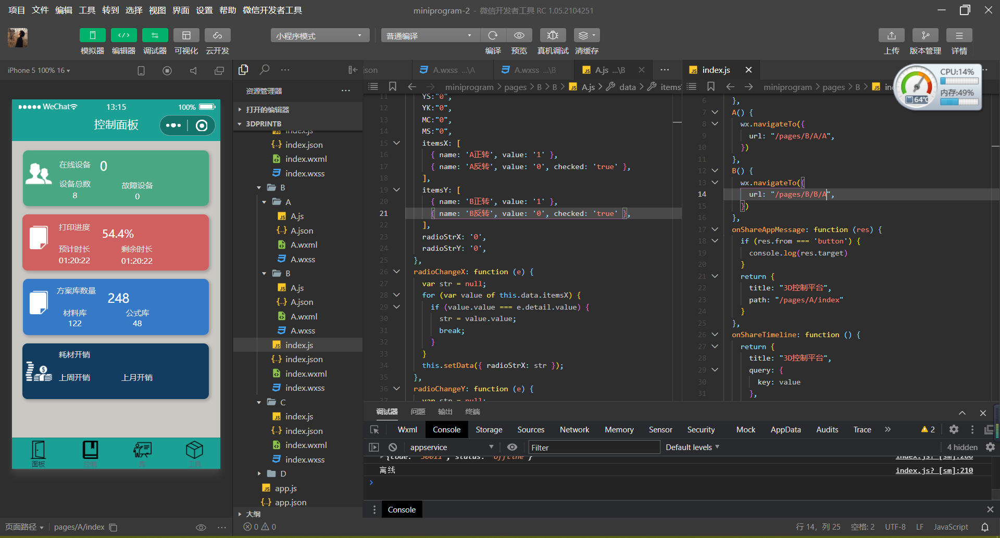 项目 文件 编辑 工具 转到 选择 视图 界面 设置 帮助 微信开发者工具
miniprogram-2 - 微信开发者工具 RC 1.05.2104251
模拟器 编辑器 调试器 可视化 云开发
小程序模式
普通编译
编译 预览 真机调试 清缓存
上传 版本管理 详情
iPhone 5 100% 16
WeChat
13:15
100%
控制面板
在线设备 0
设备总数 故障设备
8 0
打印进度 54.4%
预计时长 剩余时长
01:20:22 01:20:22
方案库数量 248
材料库 公式库
122 48
耗材开销
上周开销 上月开销
面板 控制 库 工具
页面路径 pages/A/index
资源管理器
打开的编辑器
3DPRINTB
index.js
index.json
index.wxml
index.wxss
B
A
A.js
A.json
A.wxml
A.wxss
B
A.js
A.json
A.wxml
A.wxss
index.js
index.json
index.wxml
index.wxss
C
index.js
index.json
index.wxml
index.wxss
D
app.js
app.json
大纲
0 0
json A.wxss ...\A A.wxss ...\B A.js ...\B
miniprogram > pages > B > B > A.js > data > items
11 YS:"0",
12 YK:"0",
13 MC:"0",
14 MS:"0",
15 itemsX: [
16 { name: 'A正转', value: '1' },
17 { name: 'A反转', value: '0', checked: 'true' },
18 ],
19 itemsY: [
20 { name: 'B正转', value: '1' },
21 { name: 'B反转', value: '0', checked: 'true' },
22 ],
23 radioStrX: '0',
24 radioStrY: '0',
25 },
26 radioChangeX: function (e) {
27 var str = null;
28 for (var value of this.data.itemsX) {
29 if (value.value === e.detail.value) {
30 str = value.value;
31 break;
32 }
33 }
34 this.setData({ radioStrX: str });
35 },
36 radioChangeY: function (e) {
37 var str = null;
index.js
miniprogram > pages > B > in
CPU:14%
内存:49%
64℃
6 },
7 A() {
8 wx.navigateTo({
9 url: "/pages/B/A/A",
10 })
11 },
12 B() {
13 wx.navigateTo({
14 url: "/pages/B/B/A",
15 })
16 },
17 onShareAppMessage: function (res) {
18 if (res.from === 'button') {
19 console.log(res.target)
20 }
21 return {
22 title: "3D控制平台",
23 path: "/pages/A/index"
24 }
25 },
26 onShareTimeline: function () {
27 return {
28 title: "3D控制平台",
29 query: {
30 key: value
31 },
调试器 问题 输出 终端
Wxml Console Storage Sources Network Memory Sensor Security Mock AppData Audits Trace 2
appservice Filter Default levels 4 hidden
{code: "50011", status: "offline"} index.js? [sm]:206
离线 index.js? [sm]:210
Console
行 14，列 25 空格: 2 UTF-8 LF JavaScript